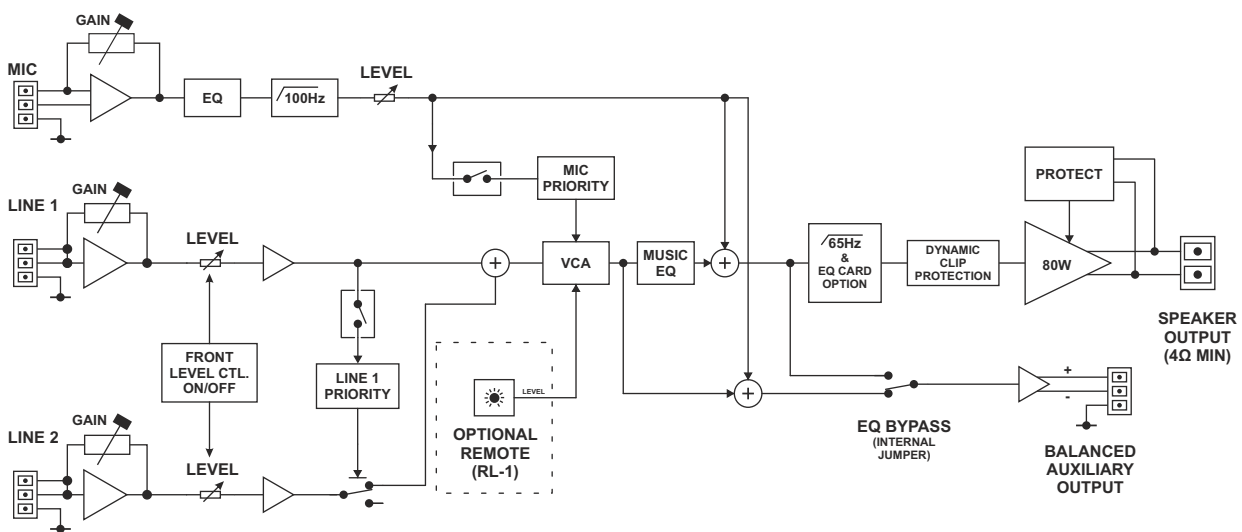 GAIN
MIC
EQ
100Hz
LEVEL
MIC
PRIORITY
PROTECT
GAIN
LINE 1
LEVEL
VCA
MUSIC
EQ
65Hz
&
EQ CARD
OPTION
DYNAMIC
CLIP
PROTECTION
80W
SPEAKER
OUTPUT
(4Ω MIN)
FRONT
LEVEL CTL.
ON/OFF
LINE 1
PRIORITY
LEVEL
OPTIONAL
REMOTE
(RL-1)
+
-
EQ BYPASS
(INTERNAL
JUMPER)
BALANCED
AUXILIARY
OUTPUT
GAIN
LINE 2
LEVEL